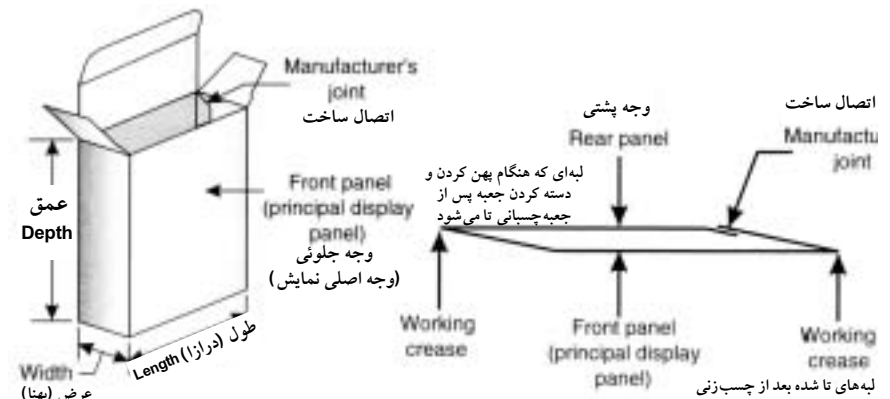 Manufacturer's
joint
اتصال ساخت
عمق
Depth
Front panel
(principal display
panel)
وجه جلوئی
(وجه اصلی نمایش)
Length (درازا) طول
Width
عرض (پهنا)
وجه پشتی
Rear panel
اتصال ساخت
Manufactu
joint
لبه‌ای که هنگام پهن کردن و
دسته کردن جعبه پس از
جعبه‌چسبانی تا می‌شود
Working
crease
Front panel
(principal display
panel)
Working
crease
لبه‌های تا شده بعد از چسب‌زنی